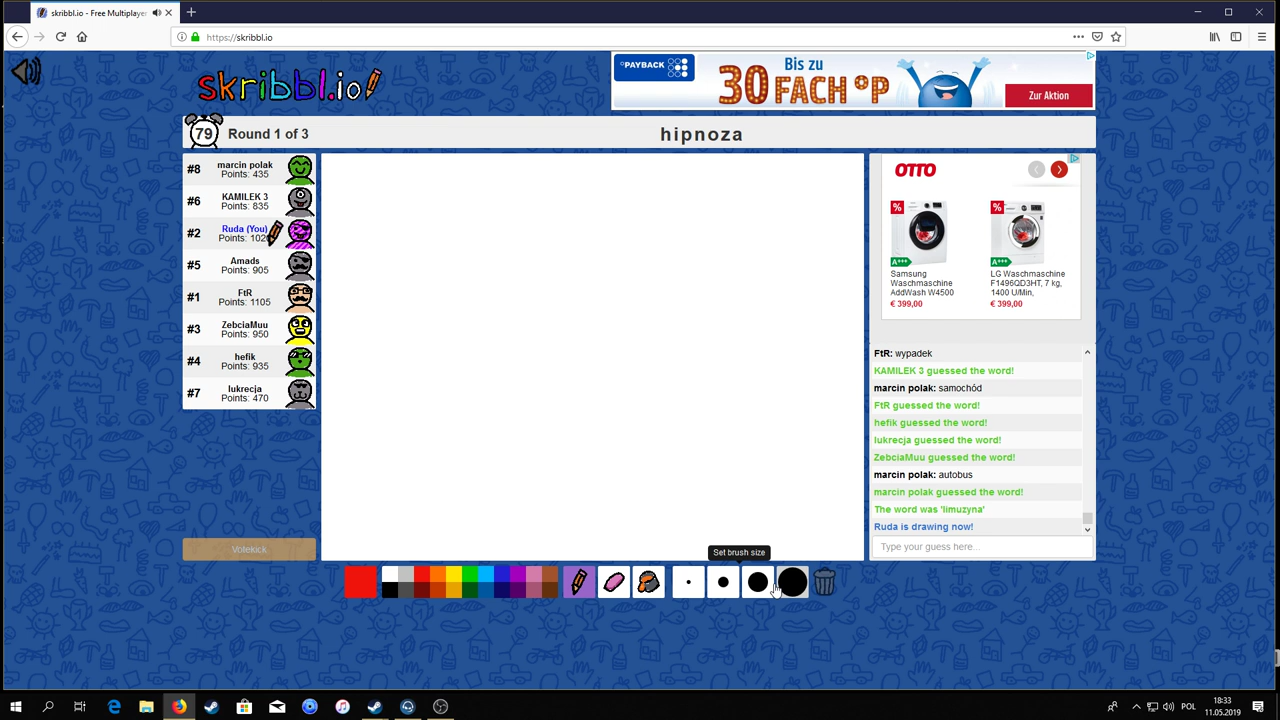 skribbl.io - Free Multiplayer
https://skribbl.io
skribbl.io!
°PAYBACK
Bis zu
30 FACH °P
Zur Aktion
79
Round 1 of 3
hipnoza
#8
marcin polak
Points: 435
#6
KAMILEK 3
Points: 835
#2
Ruda (You)
Points: 102
#5
Amads
Points: 905
#1
FtR
Points: 1105
#3
ZebciaMuu
Points: 950
#4
hefik
Points: 935
#7
lukrecja
Points: 470
Votekick
OTTO
%
%
A+++
A+++
Samsung
Waschmaschine
AddWash W4500
€ 399,00
LG Waschmaschine
F1496QD3HT, 7 kg,
1400 U/Min,
€ 399,00
FtR: wypadek
KAMILEK 3 guessed the word!
marcin polak: samochód
FtR guessed the word!
hefik guessed the word!
lukrecja guessed the word!
ZebciaMuu guessed the word!
marcin polak: autobus
marcin polak guessed the word!
The word was 'limuzyna'
Ruda is drawing now!
Type your guess here...
Set brush size
POL
18:33
11.05.2019